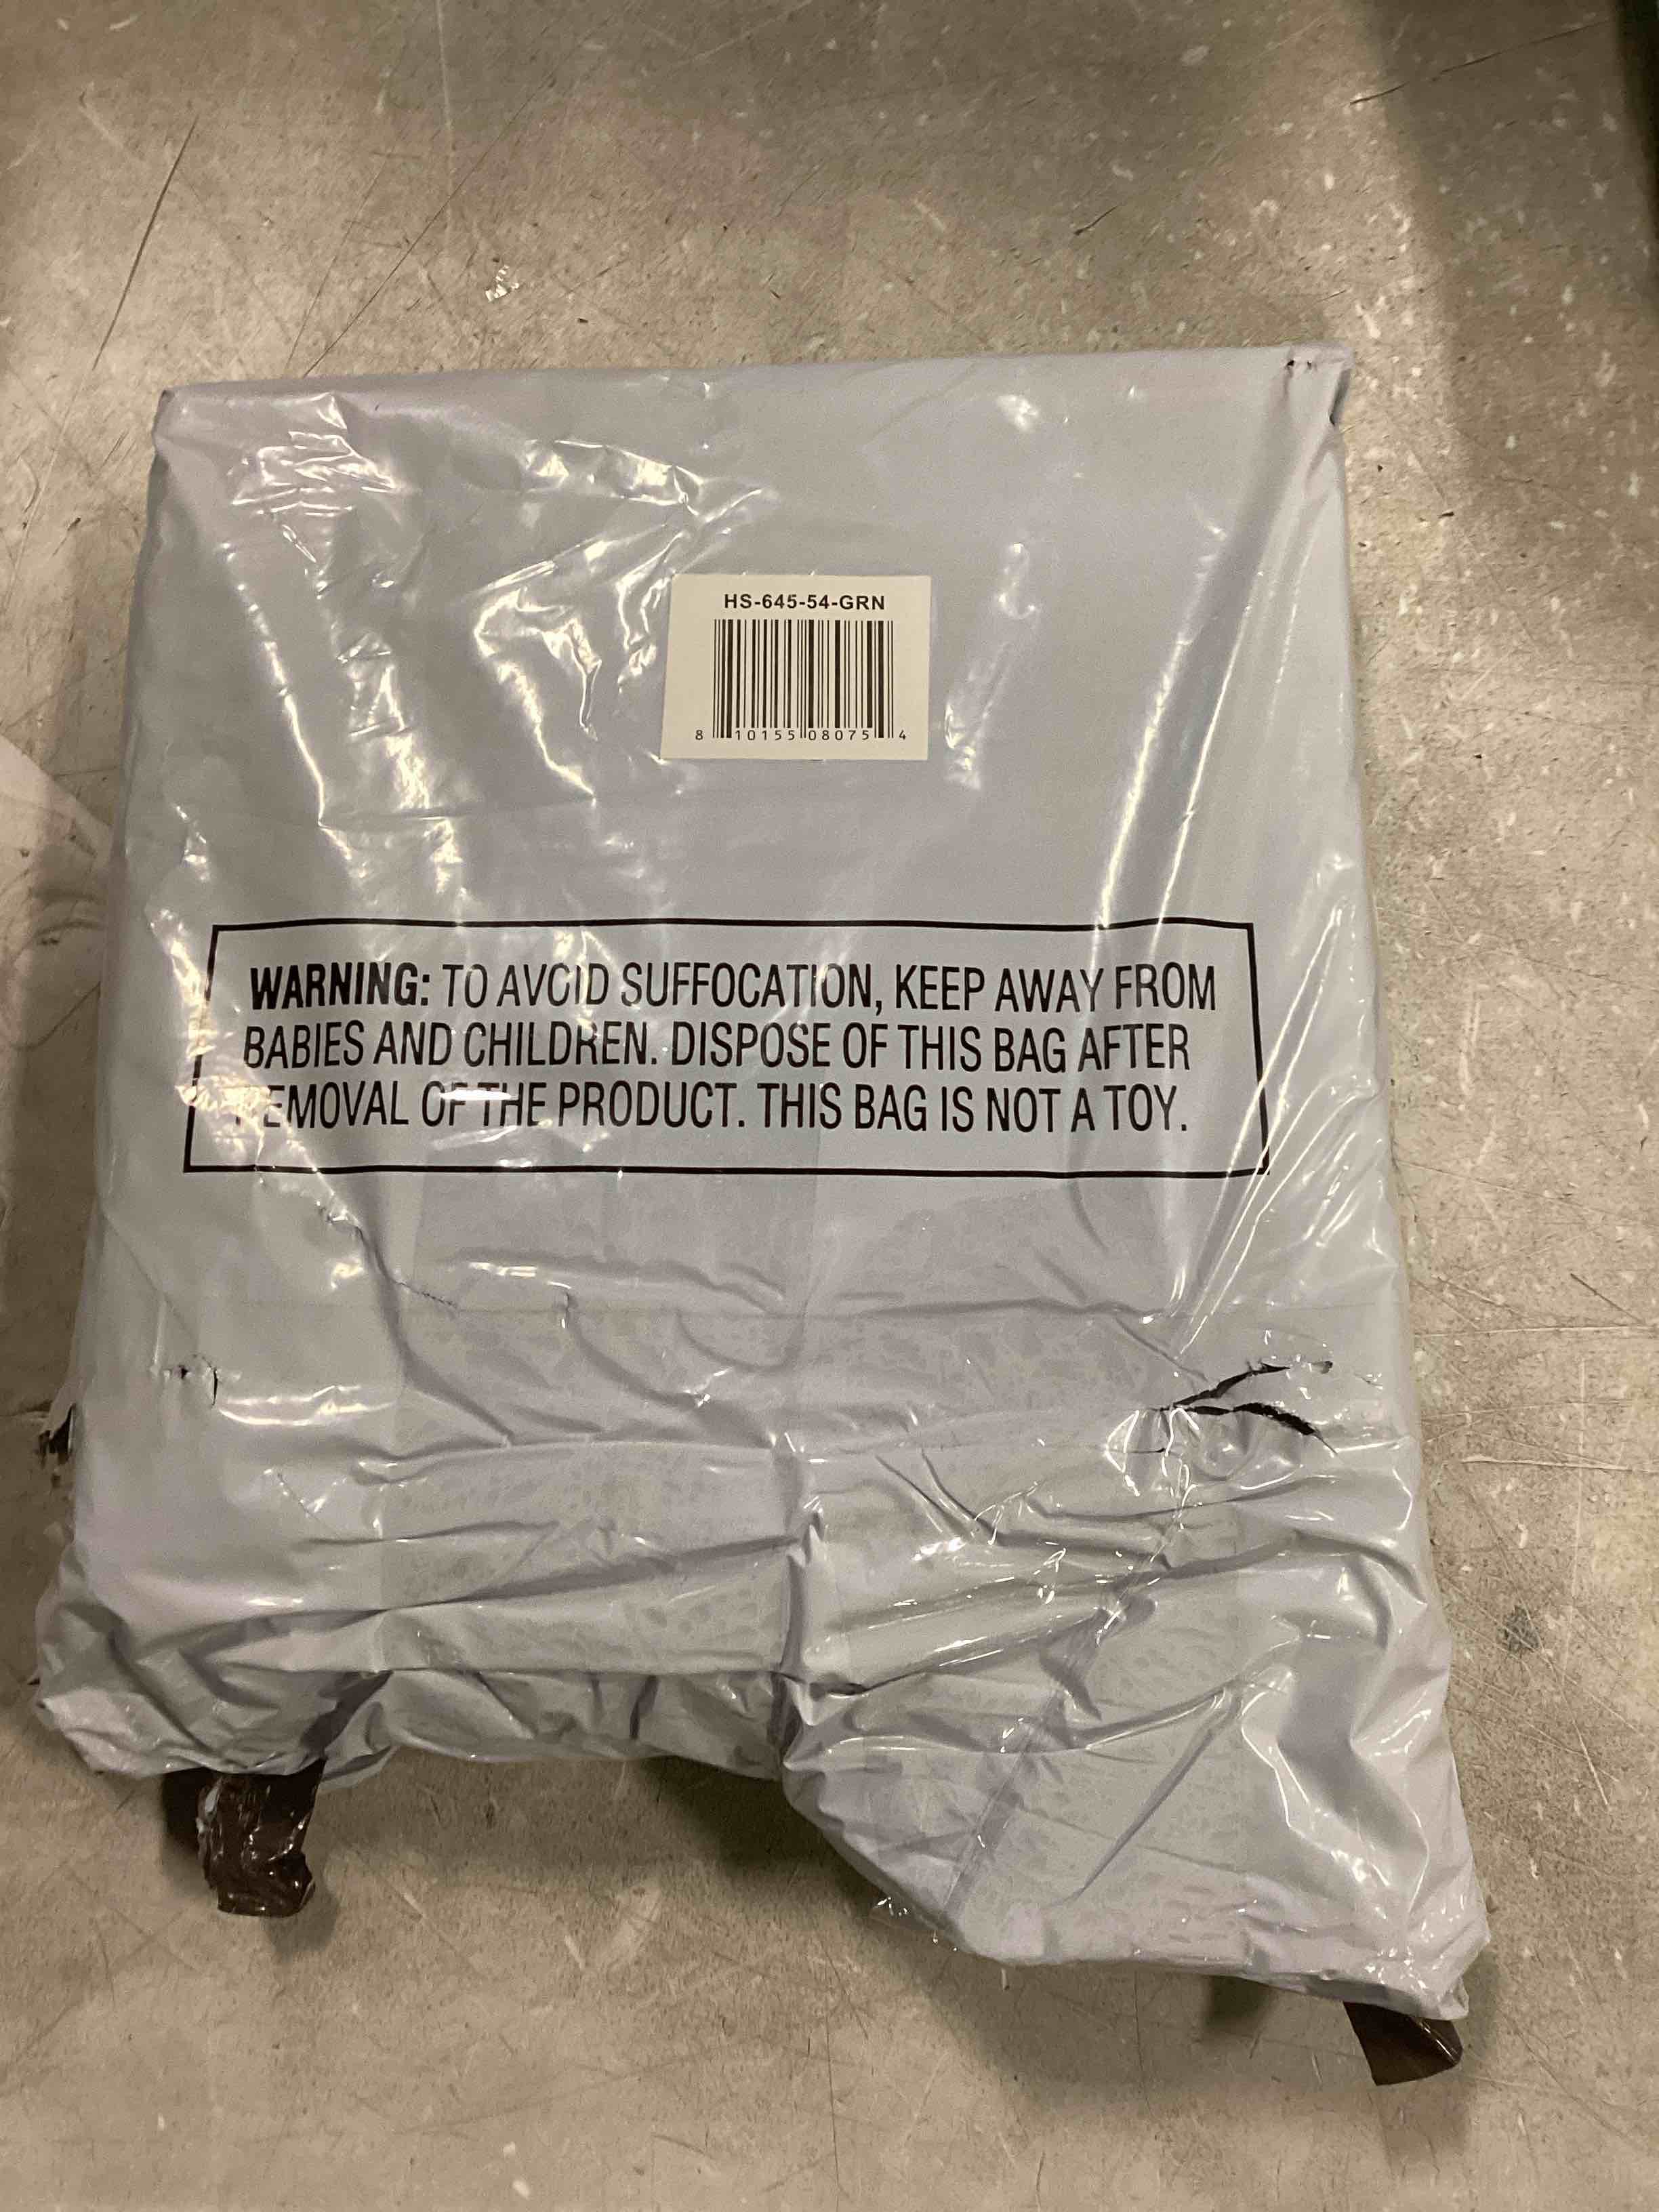 HS-645-54-GRN
8 10155 08075 4
WARNING: TO AVOID SUFFOCATION, KEEP AWAY FROM
BABIES AND CHILDREN. DISPOSE OF THIS BAG AFTER
REMOVAL OF THE PRODUCT. THIS BAG IS NOT A TOY.